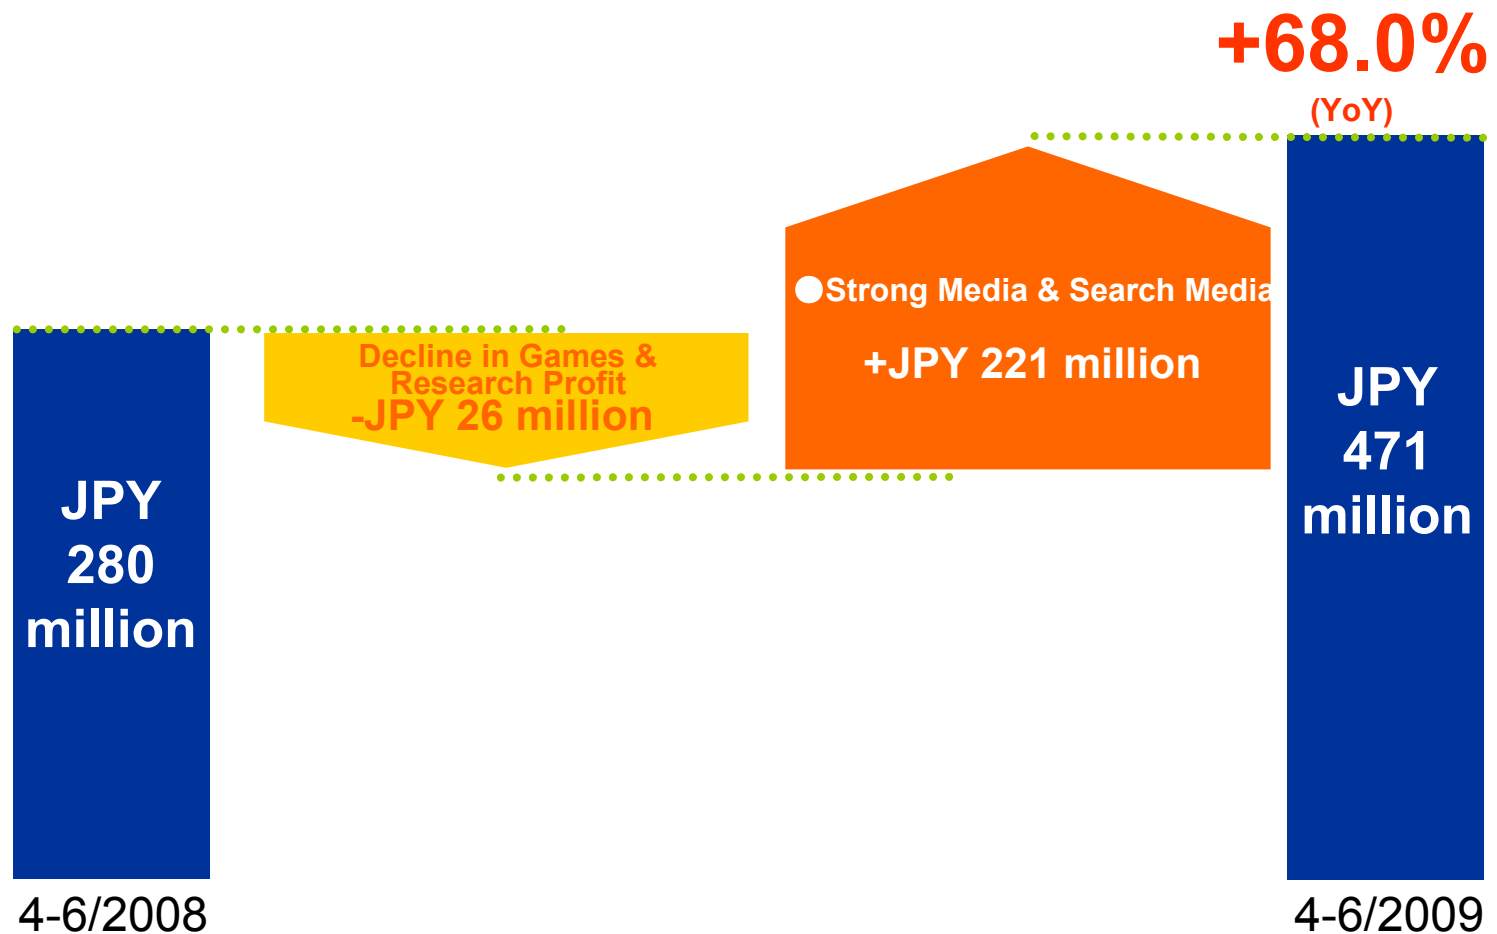 +68.0%
(YoY)
●Strong Media & Search Media
+JPY 221 million
Decline in Games &
Research Profit
-JPY 26 million
JPY
280
million
JPY
471
million
4-6/2008
4-6/2009